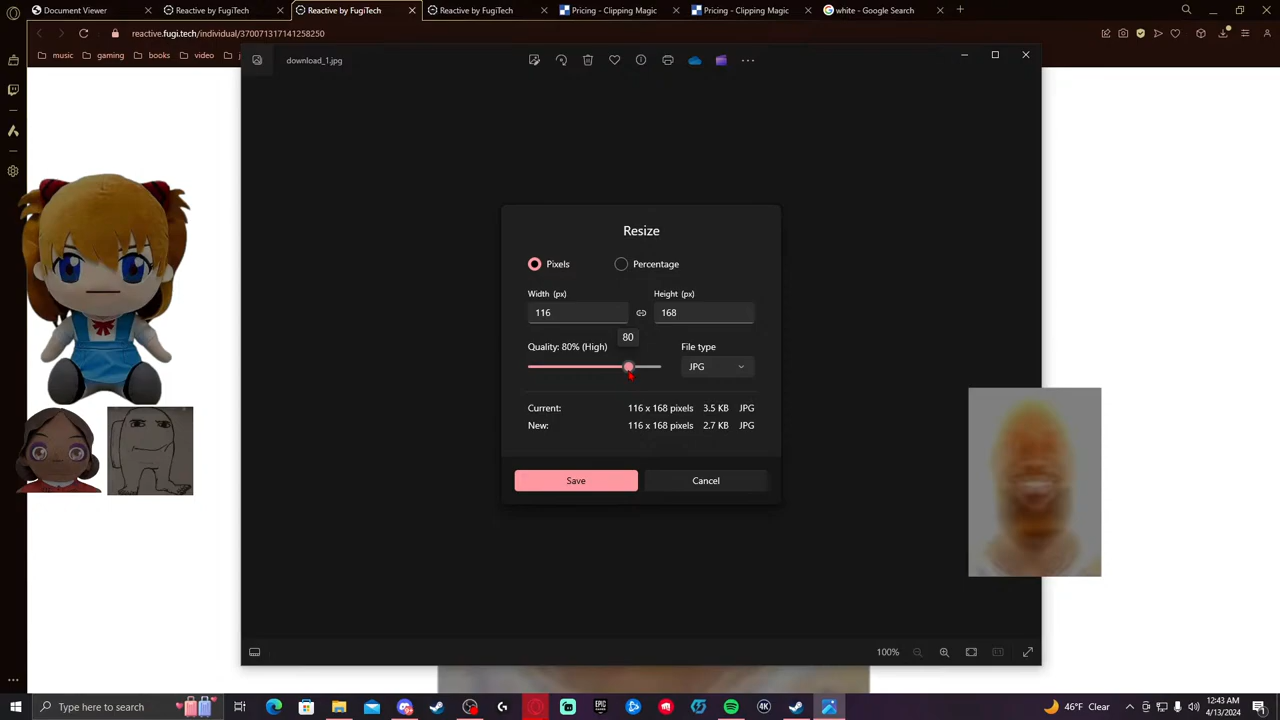 Document Viewer
Reactive by FugiTech
Reactive by FugiTech
Reactive by FugiTech
Pricing - Clipping Magic
Pricing - Clipping Magic
white - Google Search
reactive.fugi.tech/individual/370071317141258250
music
gaming
books
video
download_1.jpg
Resize
Pixels
Percentage
Width (px)
Height (px)
116
168
80
Quality: 80% (High)
File type
JPG
Current:
116 x 168 pixels
3.5 KB
JPG
New:
116 x 168 pixels
2.7 KB
JPG
Save
Cancel
100%
Type here to search
46°F Clear
12:43 AM
4/13/2024